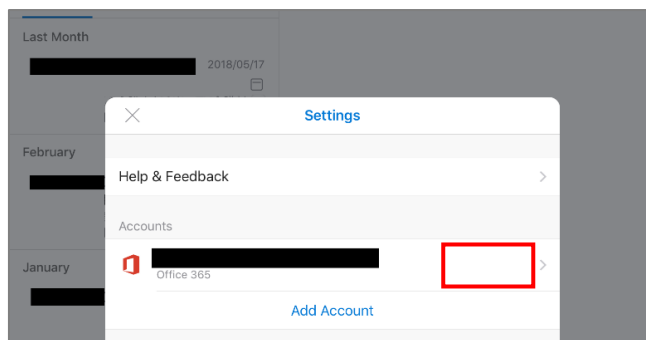 Last Month
2018/05/17
Settings
February
Help & Feedback
Accounts
January
Office 365
Add Account